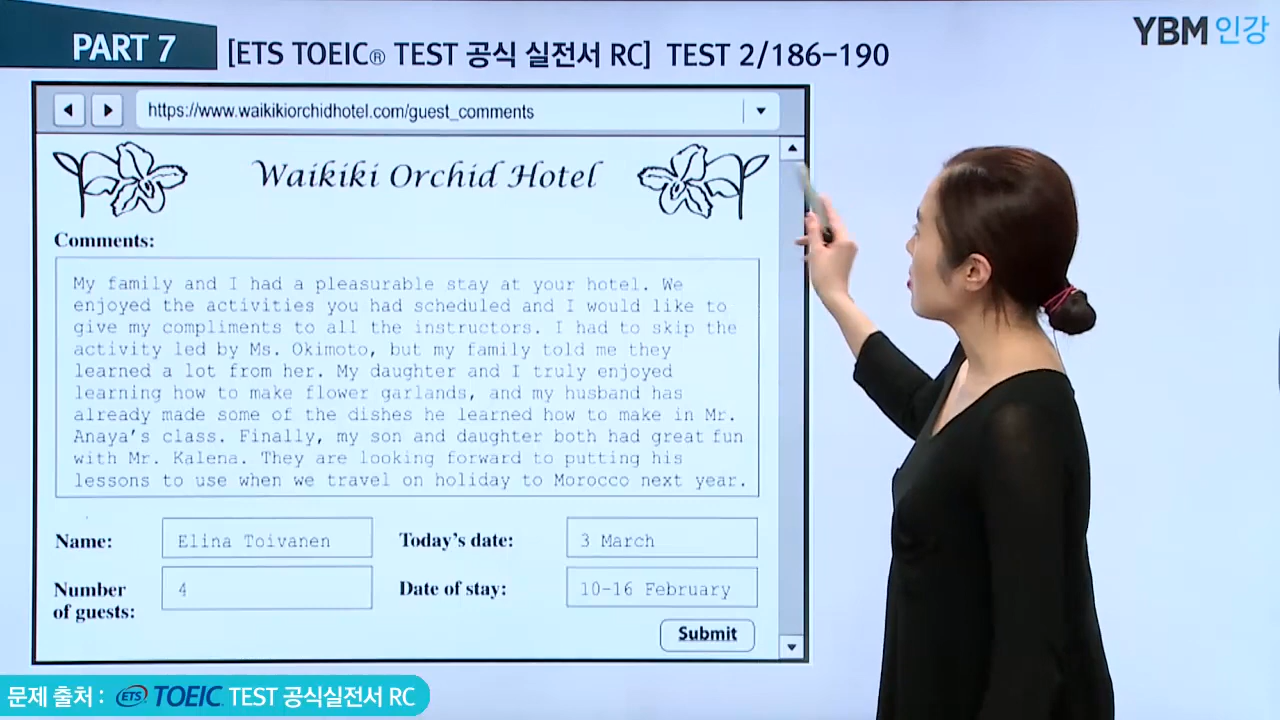 PART 7
[ETS TOEIC® TEST 공식 실전서 RC] TEST 2/186-190
YBM 인강
https://www.waikikiorchidhotel.com/guest_comments
Waikiki Orchid Hotel
Comments:
My family and I had a pleasurable stay at your hotel. We
enjoyed the activities you had scheduled and I would like to
give my compliments to all the instructors. I had to skip the
activity led by Ms. Okimoto, but my family told me they
learned a lot from her. My daughter and I truly enjoyed
learning how to make flower garlands, and my husband has
already made some of the dishes he learned how to make in Mr.
Anaya's class. Finally, my son and daughter both had great fun
with Mr. Kalena. They are looking forward to putting his
lessons to use when we travel on holiday to Morocco next year.
Name: Elina Toivanen Today's date: 3 March
Number 4 Date of stay: 10-16 February
of guests:
Submit
문제 출처 : ETS TOEIC TEST 공식실전서 RC